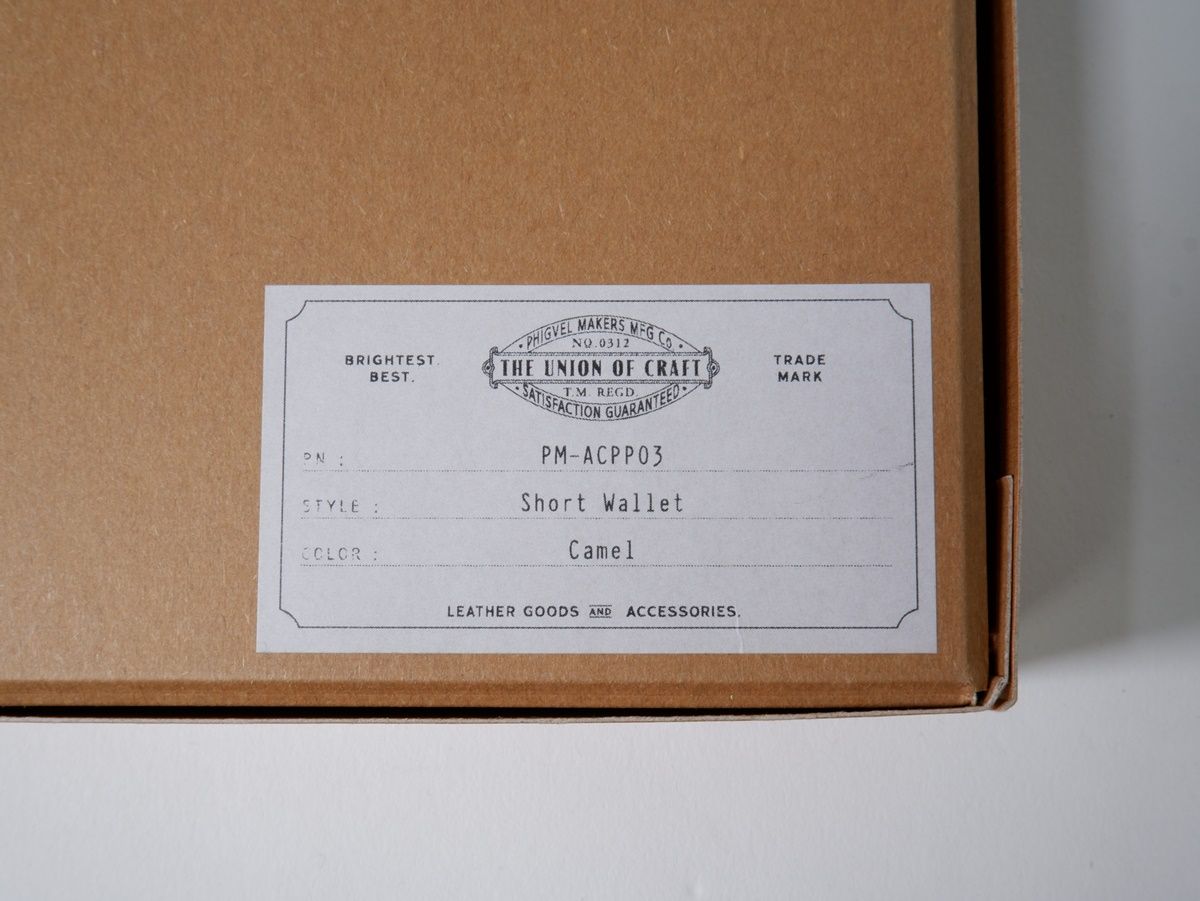 BRIGHTEST.
BEST.
• PHIGVEL MAKERS MFG CO •
NO.0312
THE UNION OF CRAFT
T.M. REGD.
• SATISFACTION GUARANTEED •
TRADE
MARK
PN : PM-ACPP03
STYLE : Short Wallet
COLOR : Camel
LEATHER GOODS AND ACCESSORIES.